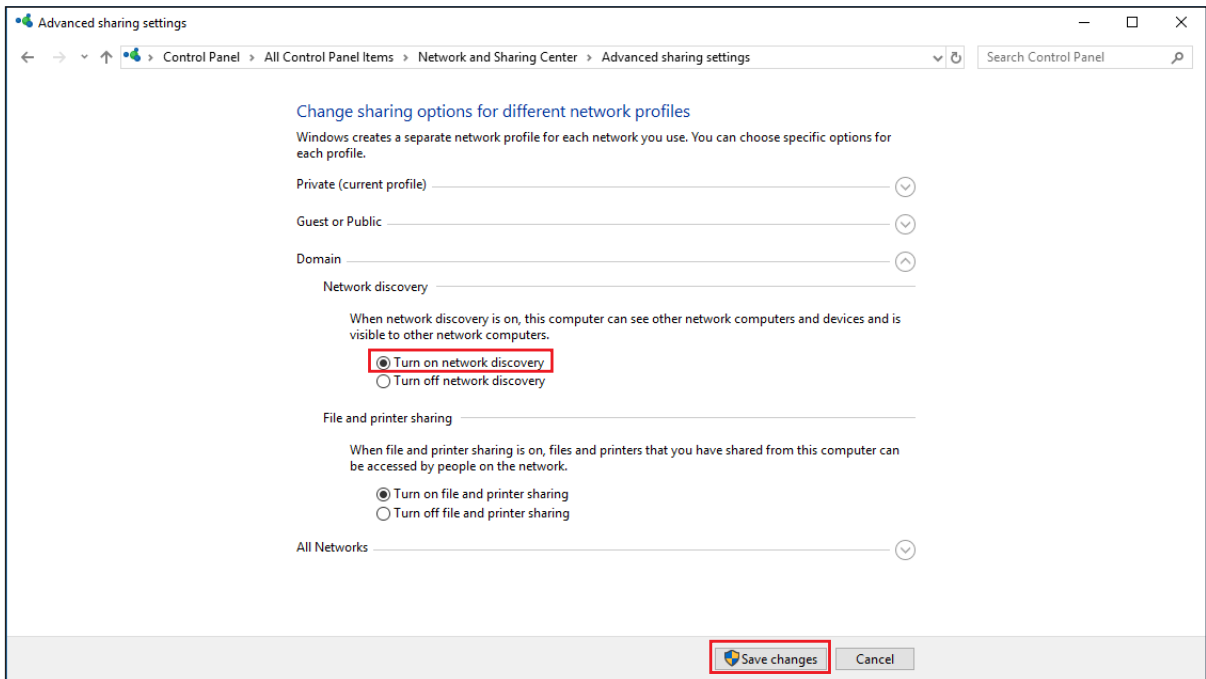 Advanced sharing settings
Control Panel > All Control Panel Items > Network and Sharing Center > Advanced sharing settings
Search Control Panel
Change sharing options for different network profiles
Windows creates a separate network profile for each network you use. You can choose specific options for
each profile.
Private (current profile)
Guest or Public
Domain
Network discovery
When network discovery is on, this computer can see other network computers and devices and is
visible to other network computers.
Turn on network discovery
Turn off network discovery
File and printer sharing
When file and printer sharing is on, files and printers that you have shared from this computer can
be accessed by people on the network.
Turn on file and printer sharing
Turn off file and printer sharing
All Networks
Save changes
Cancel